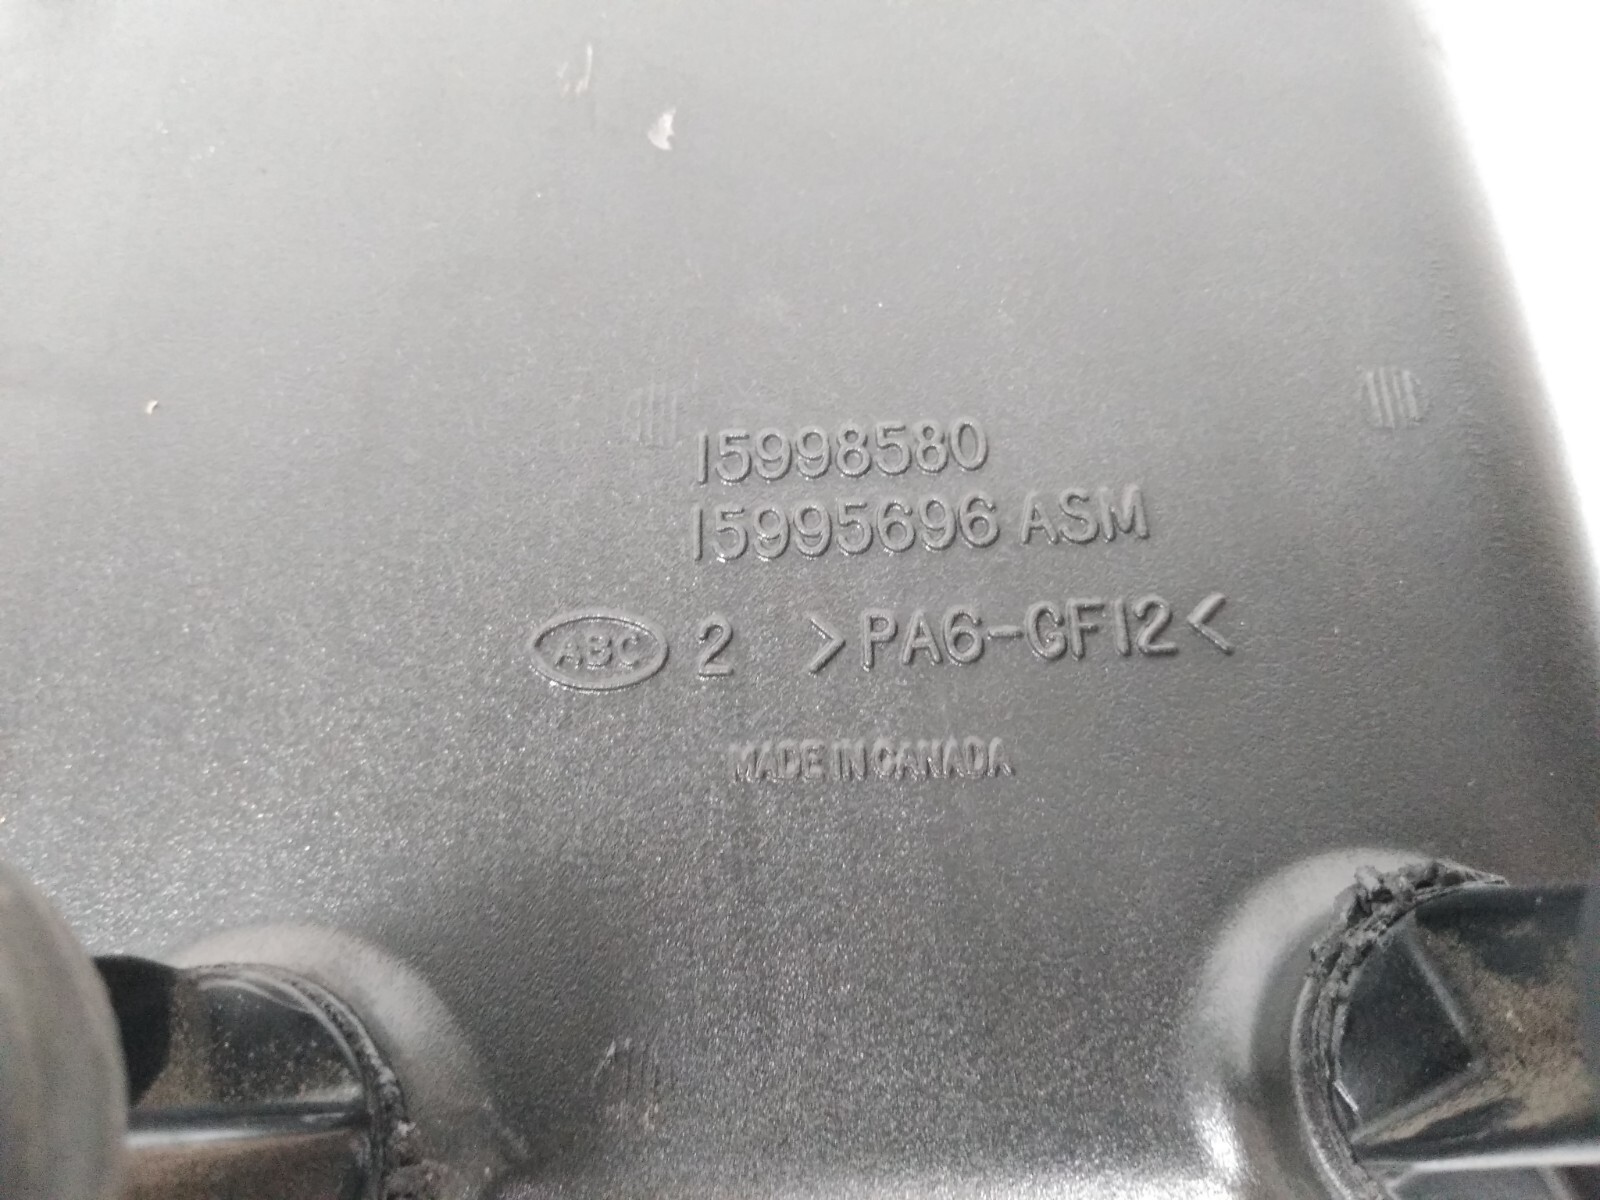 15998580
15995696 ASM
ABC 2 >PA6-GF12<
MADE IN CANADA